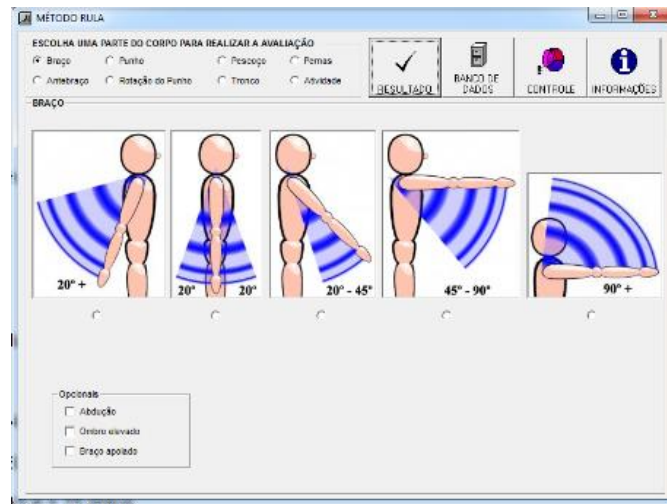 MÉTODO RULA
ESCOLHA UMA PARTE DO CORPO PARA REALIZAR A AVALIAÇÃO
Braço Punho Pescoço Pernas
Antebraço Rotação do Punho Tronco Atividade
RESULTADO
BANCO DE
DADOS
CONTROLE
INFORMAÇÕES
BRAÇO
20° +
20° 20°
20° - 45°
45° - 90°
90° +
Opcionais
Abdução
Ombro elevado
Braço apoiado